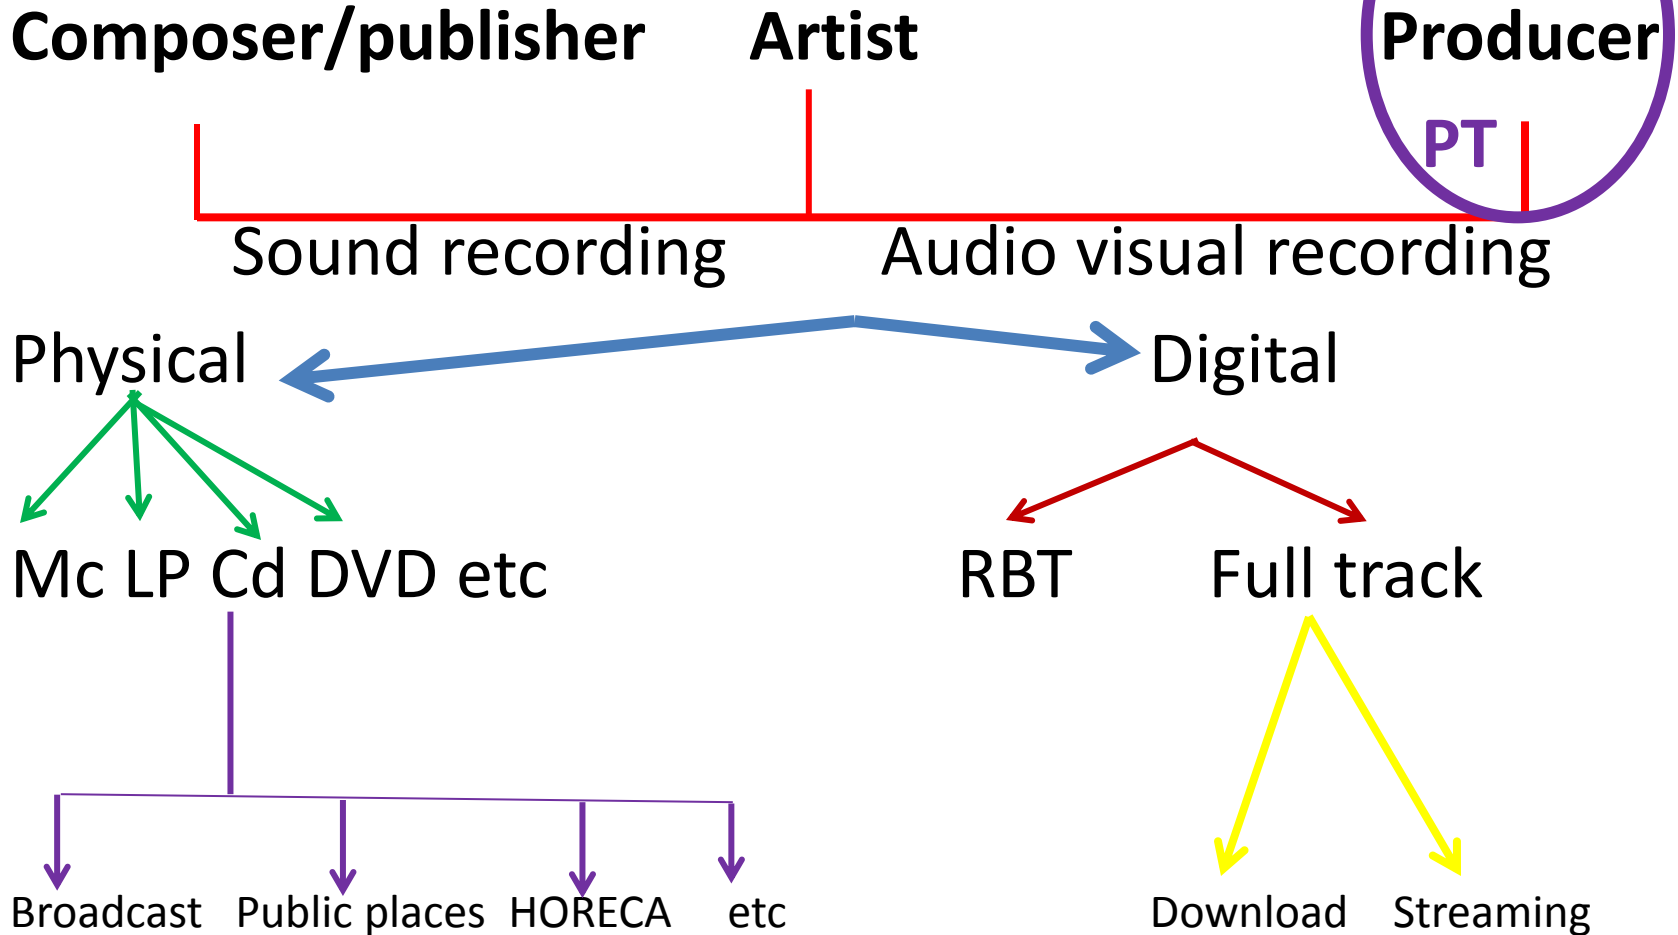 Composer/publisher Artist Producer
PT
Sound recording Audio visual recording
Physical Digital
Mc LP Cd DVD etc RBT Full track
Broadcast Public places HORECA etc Download Streaming